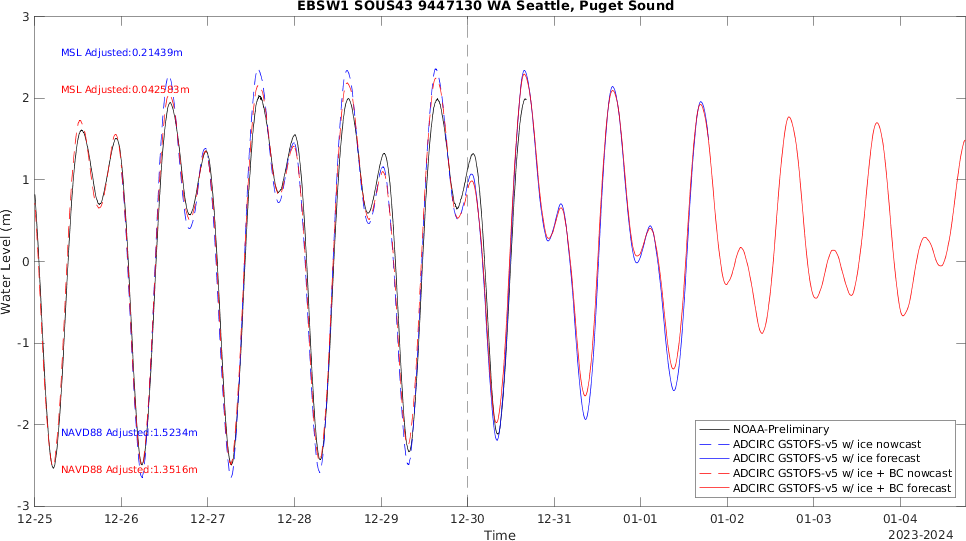 EBSW1 SOUS43 9447130 WA Seattle, Puget Sound
3
2
1
0
-1
-2
-3
Water Level (m)
MSL Adjusted:0.21439m
MSL Adjusted:0.042583m
NAVD88 Adjusted:1.5234m
NAVD88 Adjusted:1.3516m
NOAA-Preliminary
ADCIRC GSTOFS-v5 w/ ice nowcast
ADCIRC GSTOFS-v5 w/ ice forecast
ADCIRC GSTOFS-v5 w/ ice + BC nowcast
ADCIRC GSTOFS-v5 w/ ice + BC forecast
12-25 12-26 12-27 12-28 12-29 12-30 12-31 01-01 01-02 01-03 01-04
Time
2023-2024